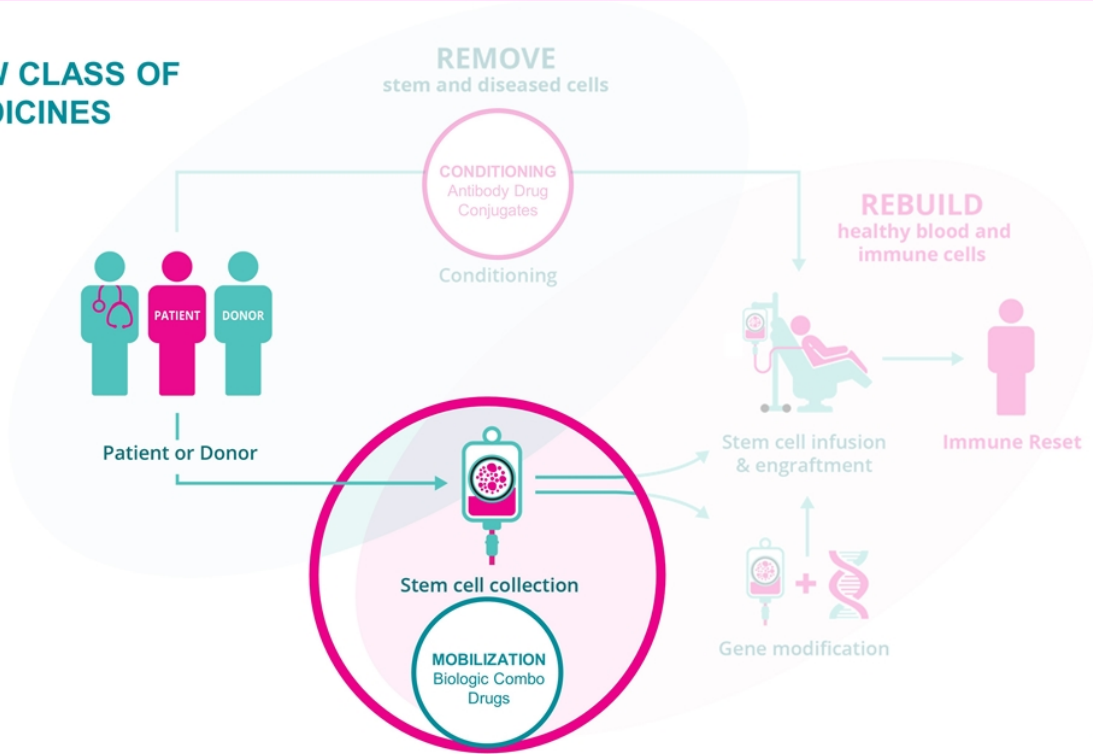 CLASS OF
REMOVE
stem and diseased cells
CONDITIONING
Antibody Drug
Conjugates
Conditioning
REBUILD
healthy blood and
immune cells
PATIENT
DONOR
Patient or Donor
Stem cell collection
MOBILIZATION
Biologic Combo
Drugs
Stem cell infusion
& engraftment
Immune Reset
Gene modification